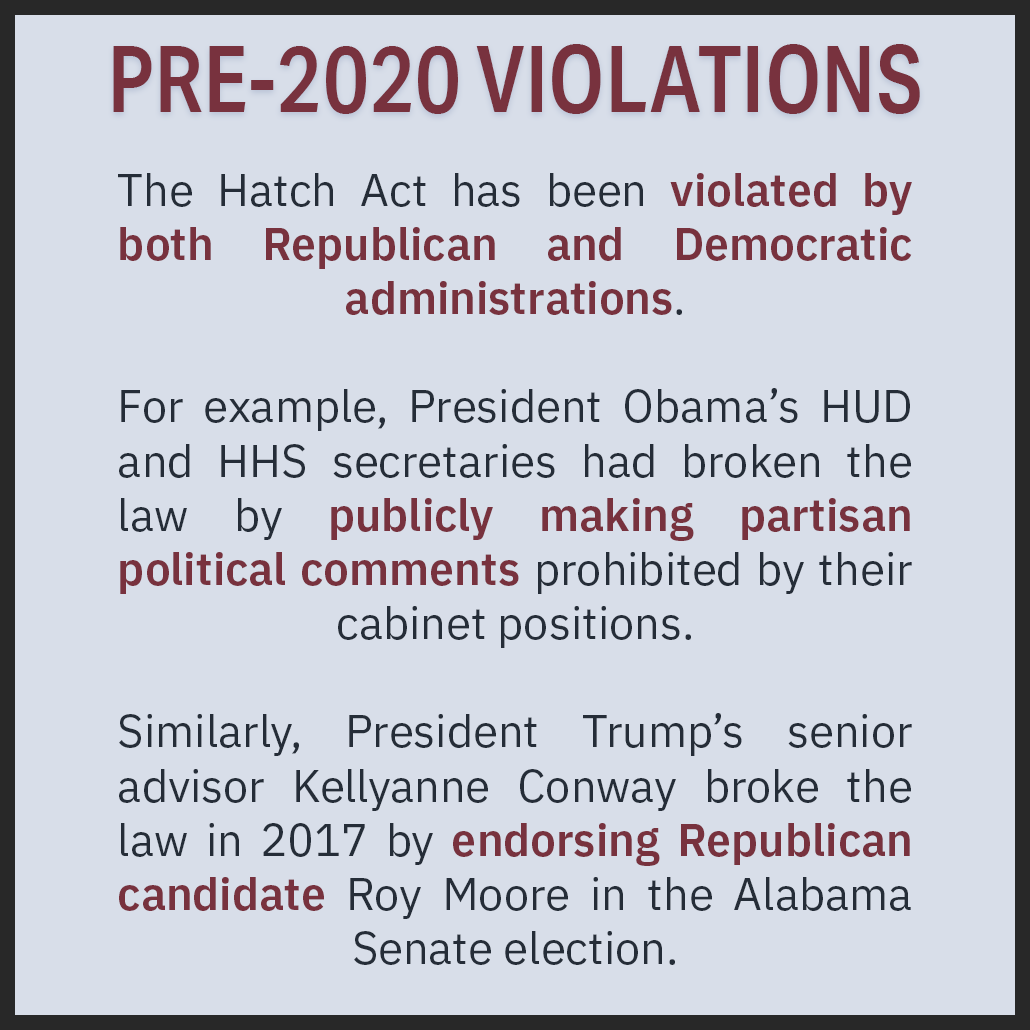 PRE-2020 VIOLATIONS
The Hatch Act has been violated by
both Republican and Democratic
administrations.
For example, President Obama’s HUD
and HHS secretaries had broken the
law by publicly making partisan
political comments prohibited by their
cabinet positions.
Similarly, President Trump’s senior
advisor Kellyanne Conway broke the
law in 2017 by endorsing Republican
candidate Roy Moore in the Alabama
Senate election.